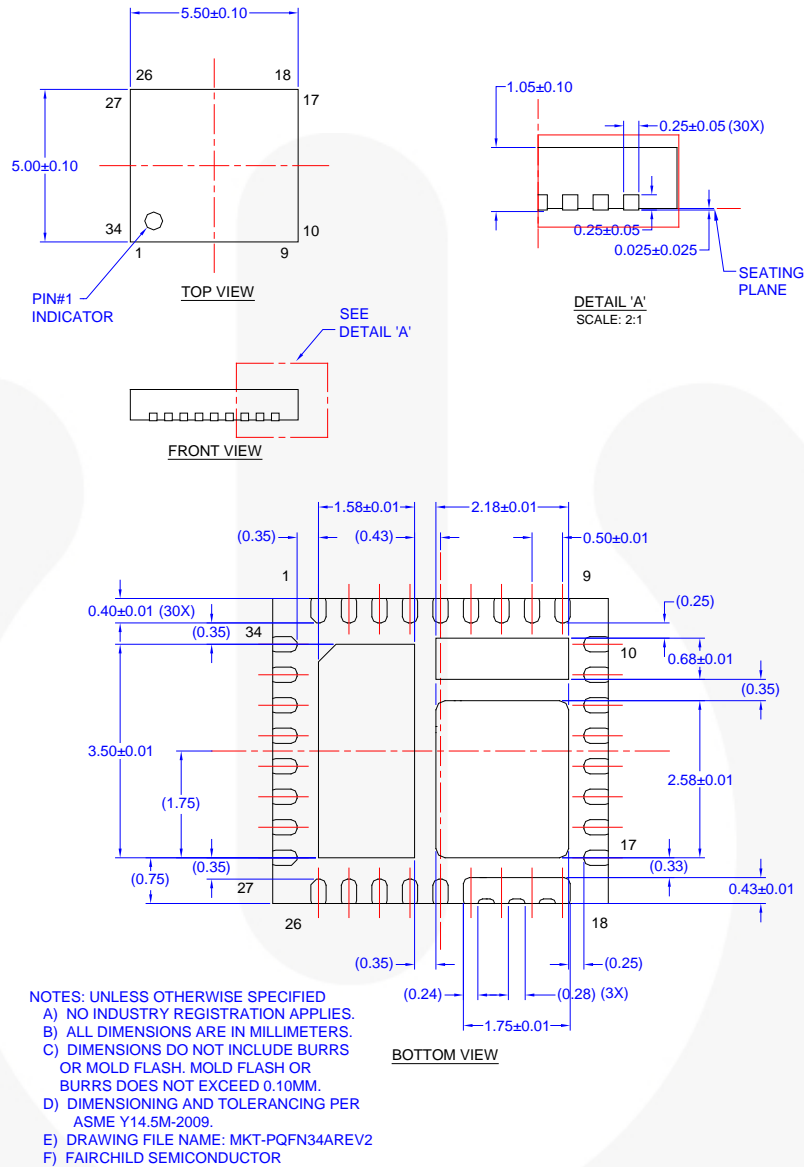 5.50±0.10
26
18
27
17
5.00±0.10
34
10
1
9
PIN#1
INDICATOR
TOP VIEW
1.05±0.10
0.25±0.05 (30X)
0.25±0.05
0.025±0.025
SEATING
PLANE
DETAIL 'A'
SCALE: 2:1
SEE
DETAIL 'A'
FRONT VIEW
1.58±0.01
2.18±0.01
(0.35)
(0.43)
0.50±0.01
1
9
0.40±0.01 (30X)
(0.25)
34
(0.35)
10
0.68±0.01
(0.35)
3.50±0.01
2.58±0.01
(1.75)
17
(0.35)
(0.33)
(0.75)
0.43±0.01
27
26
18
(0.35)
(0.25)
(0.24)
(0.28) (3X)
1.75±0.01
BOTTOM VIEW
NOTES: UNLESS OTHERWISE SPECIFIED
A) NO INDUSTRY REGISTRATION APPLIES.
B) ALL DIMENSIONS ARE IN MILLIMETERS.
C) DIMENSIONS DO NOT INCLUDE BURRS
OR MOLD FLASH. MOLD FLASH OR
BURRS DOES NOT EXCEED 0.10MM.
D) DIMENSIONING AND TOLERANCING PER
ASME Y14.5M-2009.
E) DRAWING FILE NAME: MKT-PQFN34AREV2
F) FAIRCHILD SEMICONDUCTOR